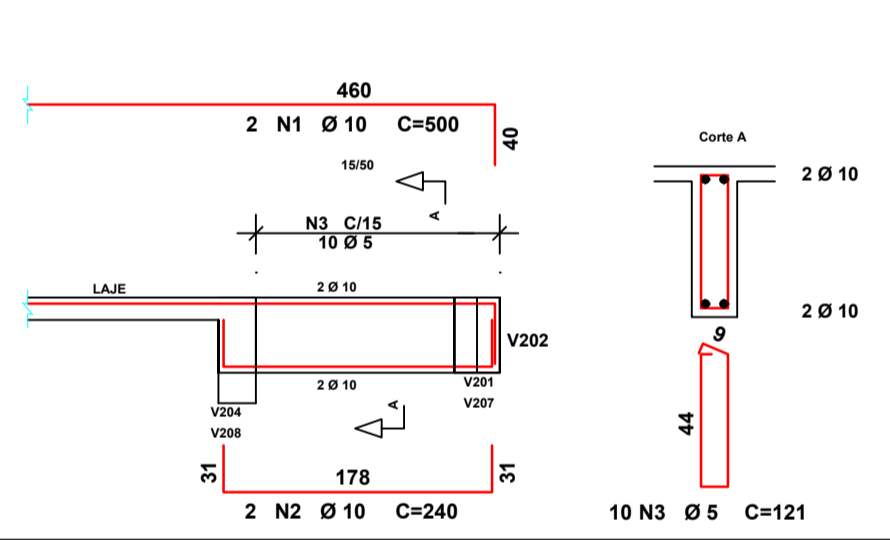 460
2 N1 Ø 10 C=500
40
15/50
A
N3 C/15
10 Ø 5
LAJE
2 Ø 10
V202
2 Ø 10
V201
V207
A
V204
V208
31
178
31
2 N2 Ø 10 C=240
Corte A
2 Ø 10
2 Ø 10
9
44
10 N3 Ø 5 C=121